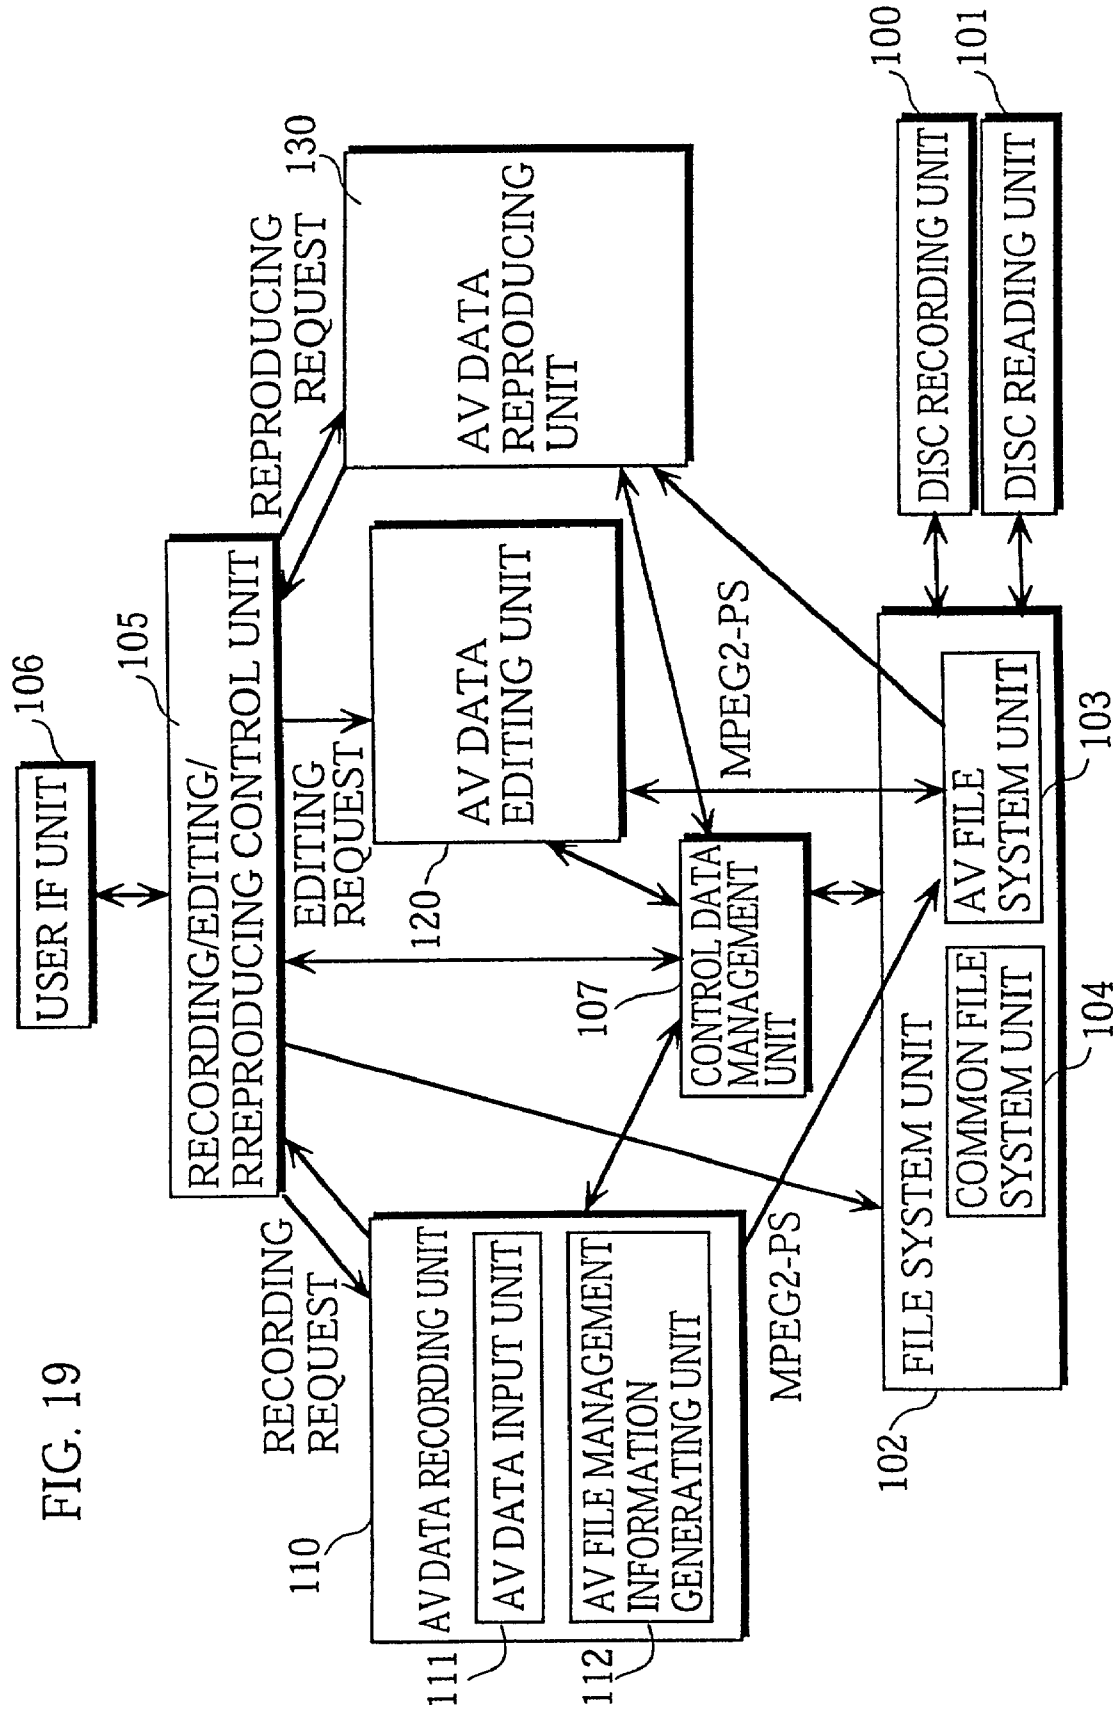 FIG. 19
USER IF UNIT
106
RECORDING/EDITING/
RREPRODUCING CONTROL UNIT
105
RECORDING
REQUEST
EDITING
REQUEST
REPRODUCING
REQUEST
110
AV DATA RECORDING UNIT
AV DATA INPUT UNIT
111
AV FILE MANAGEMENT
INFORMATION
GENERATING UNIT
112
120
AV DATA
EDITING UNIT
130
AV DATA
REPRODUCING
UNIT
107
CONTROL DATA
MANAGEMENT
UNIT
MPEG2-PS
MPEG2-PS
102
FILE SYSTEM UNIT
COMMON FILE
SYSTEM UNIT
104
AV FILE
SYSTEM UNIT
103
DISC RECORDING UNIT
100
DISC READING UNIT
101